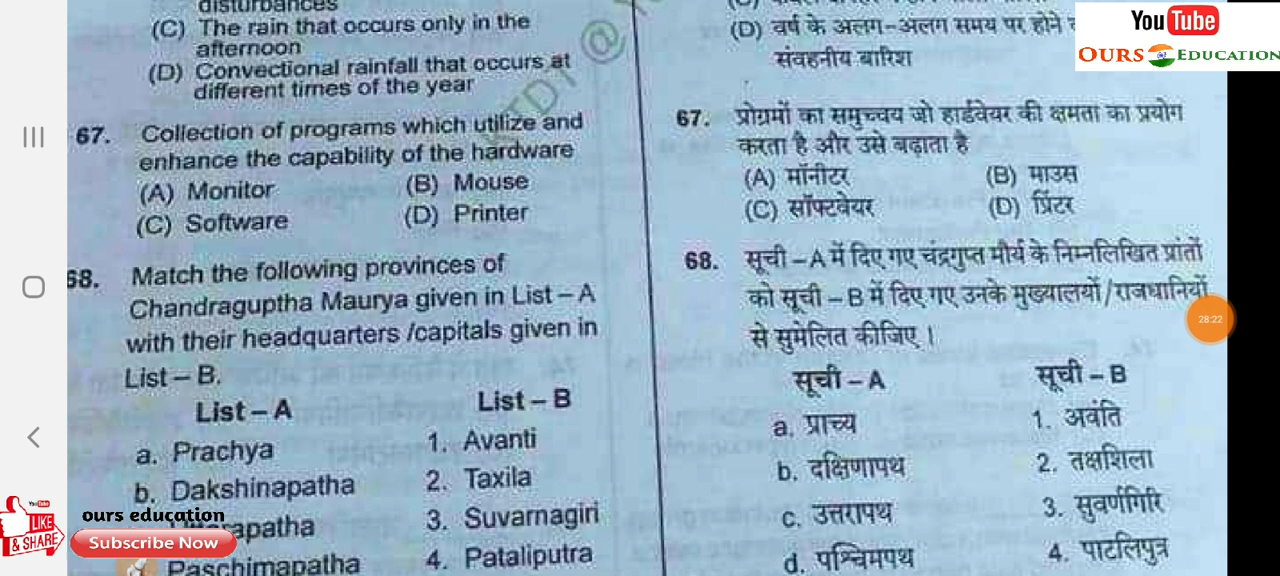 disturbances
(C) The rain that occurs only in the
afternoon
(D) Convectional rainfall that occurs at
different times of the year
67. Collection of programs which utilize and
enhance the capability of the hardware
(A) Monitor (B) Mouse
(C) Software (D) Printer
68. Match the following provinces of
Chandraguptha Maurya given in List – A
with their headquarters /capitals given in
List – B.
List – A List – B
a. Prachya 1. Avanti
b. Dakshinapatha 2. Taxila
3. Suvarnagiri
Paschimapatha 4. Pataliputra
(D) वर्ष के अलग-अलग समय पर होने
संवहनीय बारिश
67. प्रोग्रमों का समुच्चय जो हार्डवेयर की क्षमता का प्रयोग
करता है और उसे बढ़ाता है
(A) मॉनीटर (B) माउस
(C) सॉफ्टवेयर (D) प्रिंटर
68. सूची –A में दिए गए चंद्रगुप्त मौर्य के निम्नलिखित प्रांतों
को सूची – B में दिए गए उनके मुख्यालयों/राजधानियों
से सुमेलित कीजिए ।
सूची – A सूची – B
a. प्राच्य 1. अवंति
b. दक्षिणापथ 2. तक्षशिला
c. उत्तरापथ 3. सुवर्णगिरि
d. पश्चिमपथ 4. पाटलिपुत्र
You Tube
OURS EDUCATION
28:22
LIKE
& SHARE
ours education
Subscribe Now